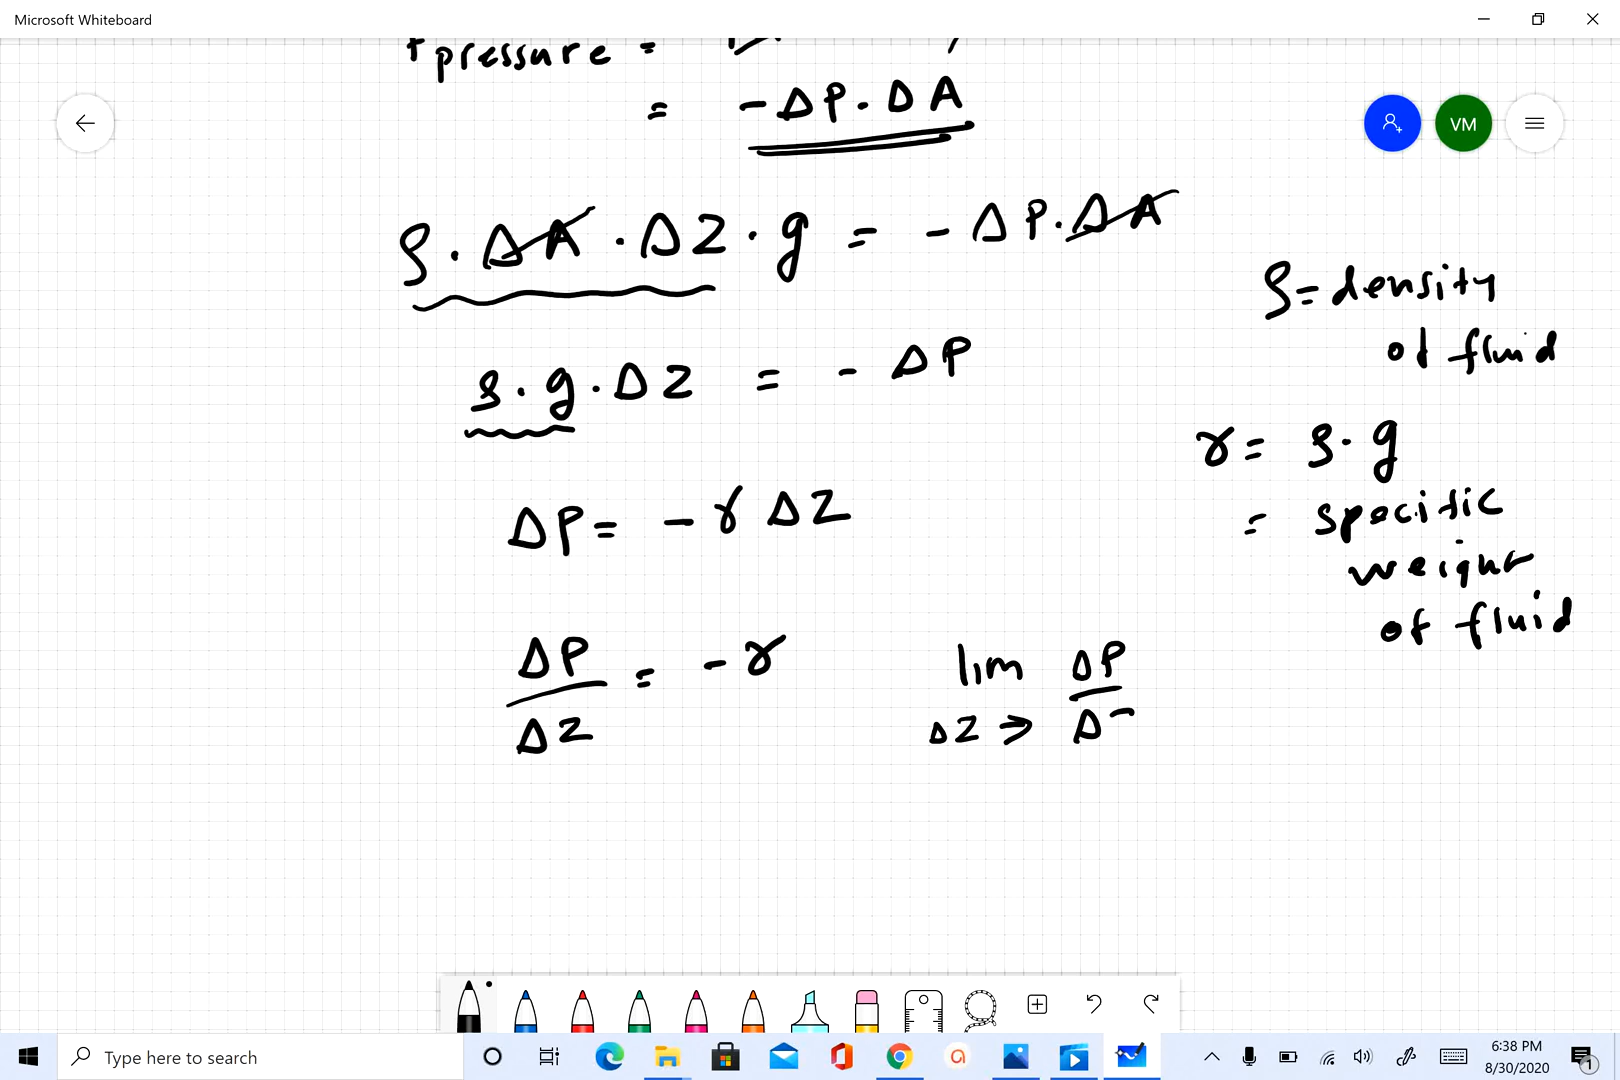 Microsoft Whiteboard
pressure =
= -ΔP.ΔA
VM
ρ.ΔA.ΔZ.g = -ΔP.ΔA
ρ = density
of fluid
ρ.g.ΔZ = -ΔP
γ = ρ.g
= specific
weight
of fluid
ΔP = -γ ΔZ
ΔP/ΔZ = -γ
lim ΔP
ΔZ → Δ
Type here to search
6:38 PM
8/30/2020
1